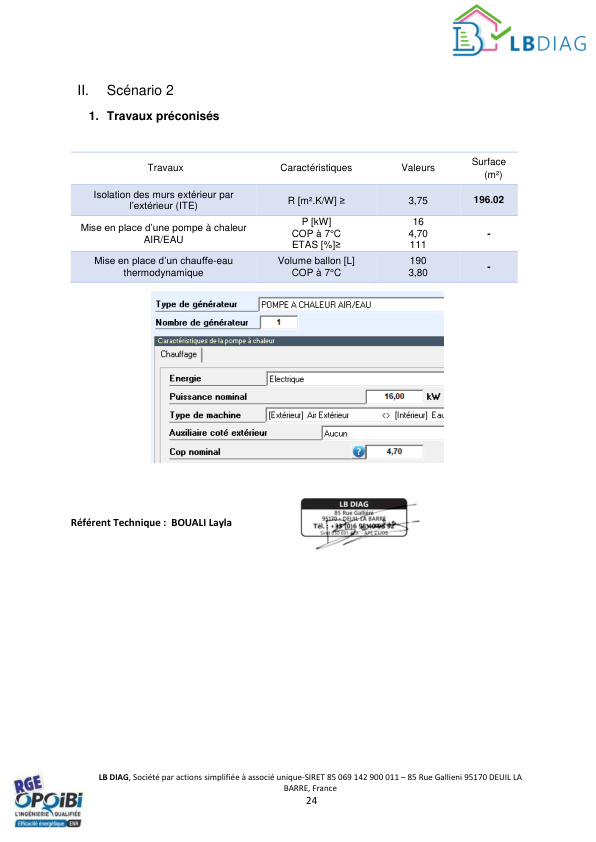 LBDIAG
II. Scénario 2
1. Travaux préconisés
Travaux Caractéristiques Valeurs Surface (m²)
Isolation des murs extérieur par
l'extérieur (ITE)
R [m².K/W] ≥ 3,75 196.02
Mise en place d'une pompe à chaleur
AIR/EAU
P [kW] 16
COP à 7°C 4,70
ETAS [%]≥ 111
-
Mise en place d'un chauffe-eau
thermodynamique
Volume ballon [L] 190
COP à 7°C 3,80
-
Type de générateur POMPE A CHALEUR AIR/EAU
Nombre de générateur 1
Caractéristiques de la pompe à chaleur
Chauffage
Energie Electrique
Puissance nominal 16,00 kW
Type de machine [Extérieur] Air Extérieur <> [Intérieur] Eau
Auxiliaire coté extérieur Aucun
Cop nominal ? 4,70
Référent Technique : BOUALI Layla
LB DIAG
85 Rue Gallieni
95170 - DEUIL LA BARRE
Tél. :
LB DIAG, Société par actions simplifiée à associé unique-SIRET 85 069 142 900 011 – 85 Rue Gallieni 95170 DEUIL LA
BARRE, France
24
RGE
OPQiBi
L'INGÉNIERIE QUALIFIÉE
Efficacité énergétique ENR